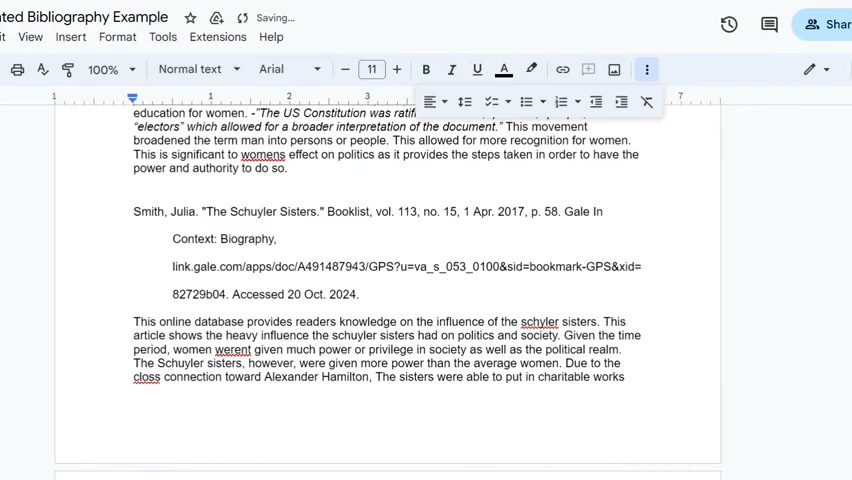 ated Bibliography Example Saving... Shar
it View Insert Format Tools Extensions Help
100% Normal text Arial 11
1 1 2 3 7
education for women. -"The US Constitution was ratif
"electors" which allowed for a broader interpretation of the document." This movement
broadened the term man into persons or people. This allowed for more recognition for women.
This is significant to womens effect on politics as it provides the steps taken in order to have the
power and authority to do so.
Smith, Julia. "The Schuyler Sisters." Booklist, vol. 113, no. 15, 1 Apr. 2017, p. 58. Gale In
Context: Biography,
link.gale.com/apps/doc/A491487943/GPS?u=va_s_053_0100&sid=bookmark-GPS&xid=
82729b04. Accessed 20 Oct. 2024.
This online database provides readers knowledge on the influence of the schyler sisters. This
article shows the heavy influence the schuyler sisters had on politics and society. Given the time
period, women werent given much power or privilege in society as well as the political realm.
The Schuyler sisters, however, were given more power than the average women. Due to the
closs connection toward Alexander Hamilton, The sisters were able to put in charitable works